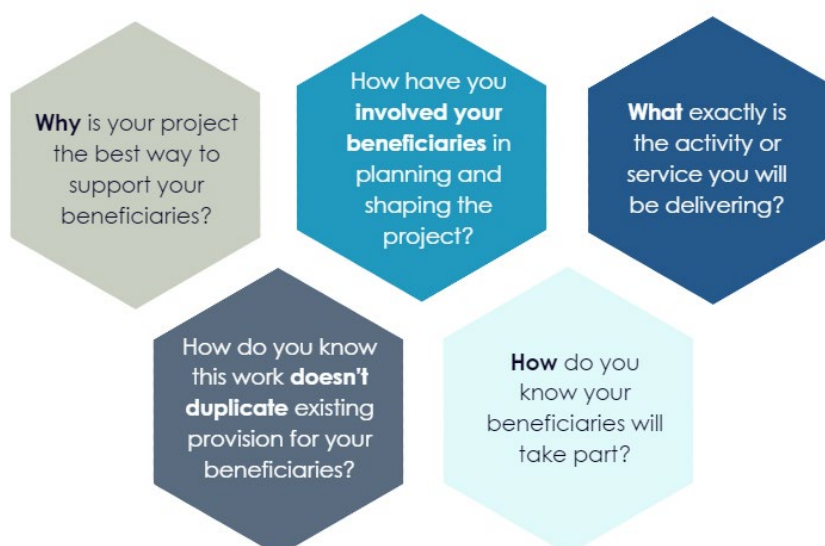 Why is your project
the best way to
support your
beneficiaries?
How have you
involved your
beneficiaries in
planning and
shaping the
project?
What exactly is
the activity or
service you will
be delivering?
How do you know
this work doesn't
duplicate existing
provision for your
beneficiaries?
How do you
know your
beneficiaries will
take part?